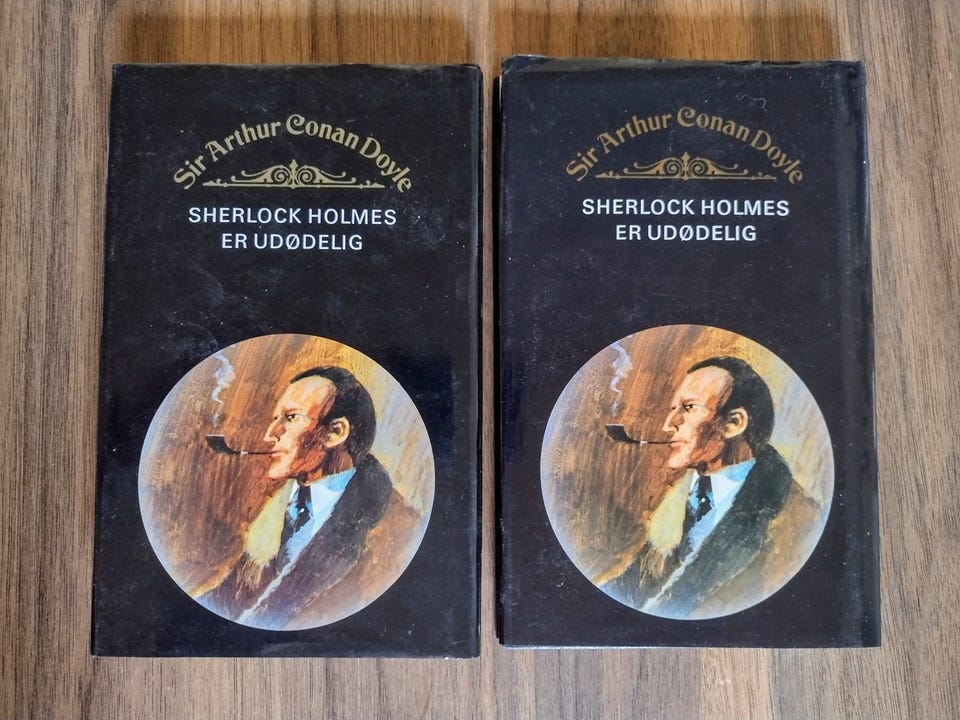 Sir Arthur Conan Doyle
SHERLOCK HOLMES
ER UDØDELIG
Sir Arthur Conan Doyle
SHERLOCK HOLMES
ER UDØDELIG